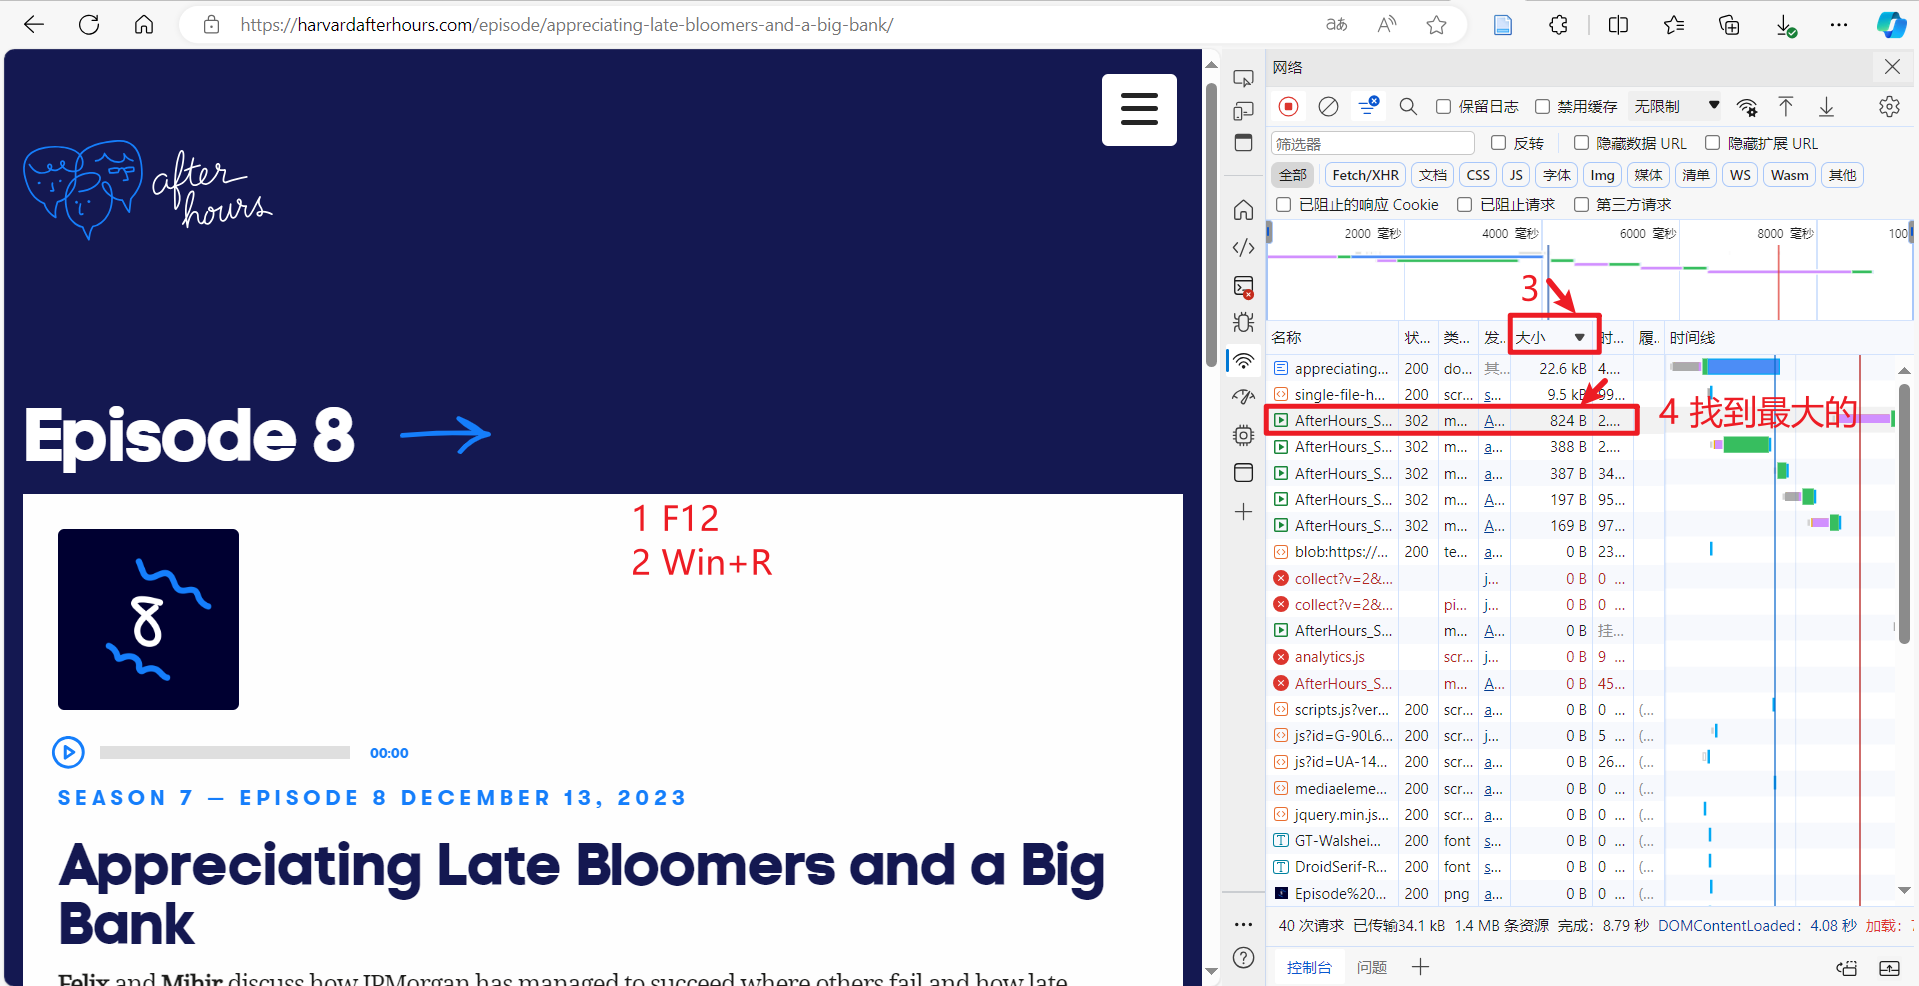 https://harvardafterhours.com/episode/appreciating-late-bloomers-and-a-big-bank/
aあ
A
after
hours
Episode 8
1 F12
2 Win+R
8
00:00
SEASON 7 — EPISODE 8 DECEMBER 13, 2023
Appreciating Late Bloomers and a Big
Bank
Felix and Mihir discuss how JPMorgan has managed to succeed where others fail and how late
网络
保留日志 禁用缓存 无限制
筛选器 反转 隐藏数据 URL 隐藏扩展 URL
全部 Fetch/XHR 文档 CSS JS 字体 Img 媒体 清单 WS Wasm 其他
已阻止的响应 Cookie 已阻止请求 第三方请求
2000 毫秒 4000 毫秒 6000 毫秒 8000 毫秒 100
3
名称 状... 类... 发... 大小 时... 履... 时间线
appreciating... 200 do... 其... 22.6 kB 4....
single-file-h... 200 scr... s... 9.5 kB 99...
AfterHours_S... 302 m... A... 824 B 2....
4 找到最大的
AfterHours_S... 302 m... a... 388 B 2....
AfterHours_S... 302 m... a... 387 B 34...
AfterHours_S... 302 m... A... 197 B 95...
AfterHours_S... 302 m... A... 169 B 97...
blob:https://... 200 te... a... 0 B 23...
collect?v=2&... j... 0 B 0 ...
collect?v=2&... pi... j... 0 B 0 ...
AfterHours_S... m... A... 0 B 挂...
analytics.js scr... j... 0 B 9 ...
AfterHours_S... m... A... 0 B 45...
scripts.js?ver... 200 scr... a... 0 B 0 ... (...
js?id=G-90L6... 200 scr... j... 0 B 5 ... (...
js?id=UA-14... 200 scr... a... 0 B 26... (...
mediaeleme... 200 scr... a... 0 B 0 ... (...
jquery.min.js... 200 scr... a... 0 B 0 ... (...
GT-Walshei... 200 font s... 0 B 0 ... (...
DroidSerif-R... 200 font s... 0 B 0 ... (...
Episode%20... 200 png a... 0 B 0 ... (...
40 次请求 已传输34.1 kB 1.4 MB 条资源 完成: 8.79 秒 DOMContentLoaded: 4.08 秒 加载:
控制台 问题